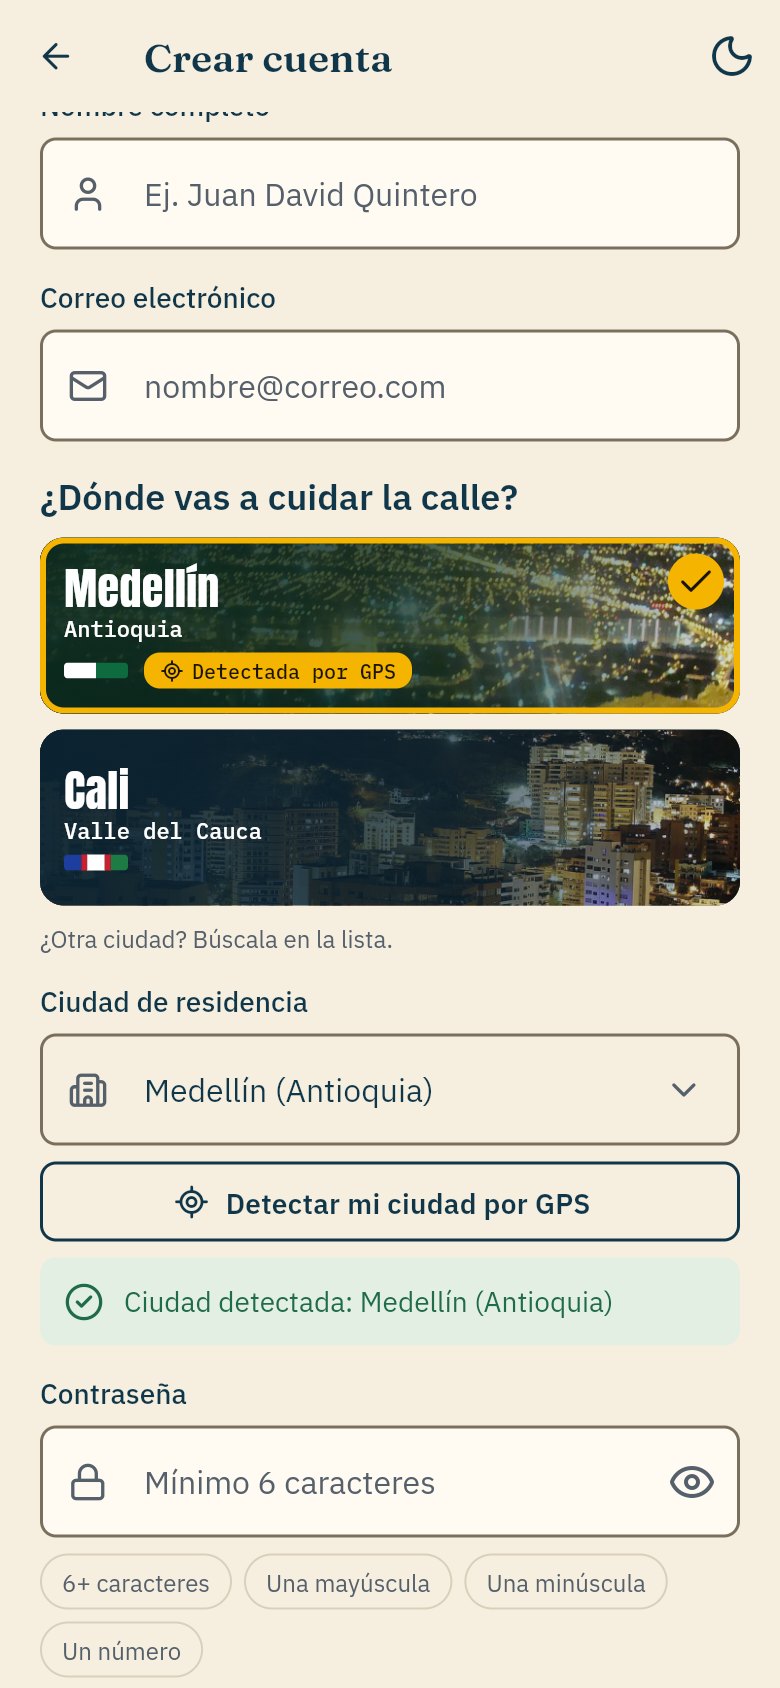 Crear cuenta
Nombre completo
Ej. Juan David Quintero
Correo electrónico
nombre@correo.com
¿Dónde vas a cuidar la calle?
Medellín
Antioquia
Detectada por GPS
Cali
Valle del Cauca
¿Otra ciudad? Búscala en la lista.
Ciudad de residencia
Medellín (Antioquia)
Detectar mi ciudad por GPS
Ciudad detectada: Medellín (Antioquia)
Contraseña
Mínimo 6 caracteres
6+ caracteres
Una mayúscula
Una minúscula
Un número